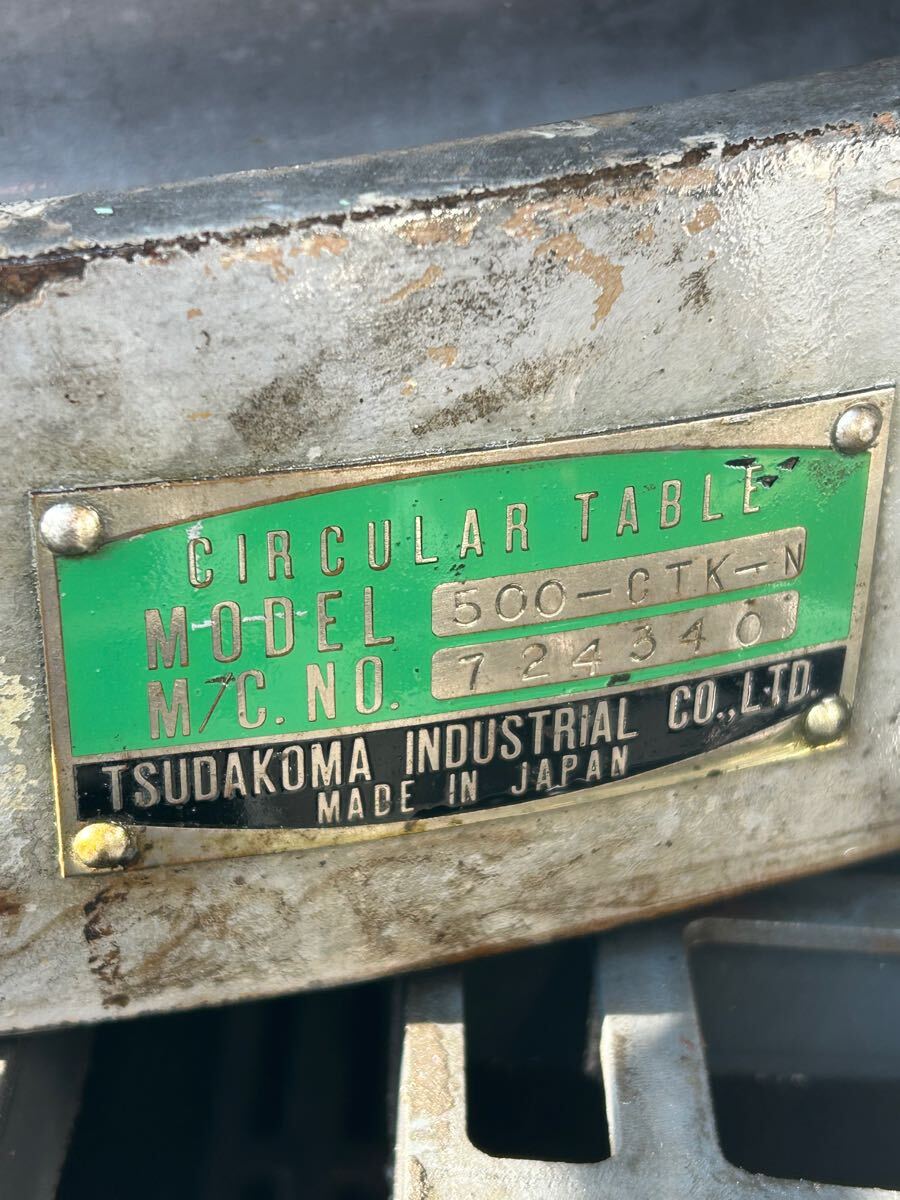 CIRCULAR TABLE
MODEL 500-CTK-N
M/C.NO. 724340
TSUDAKOMA INDUSTRIAL CO.,LTD.
MADE IN JAPAN